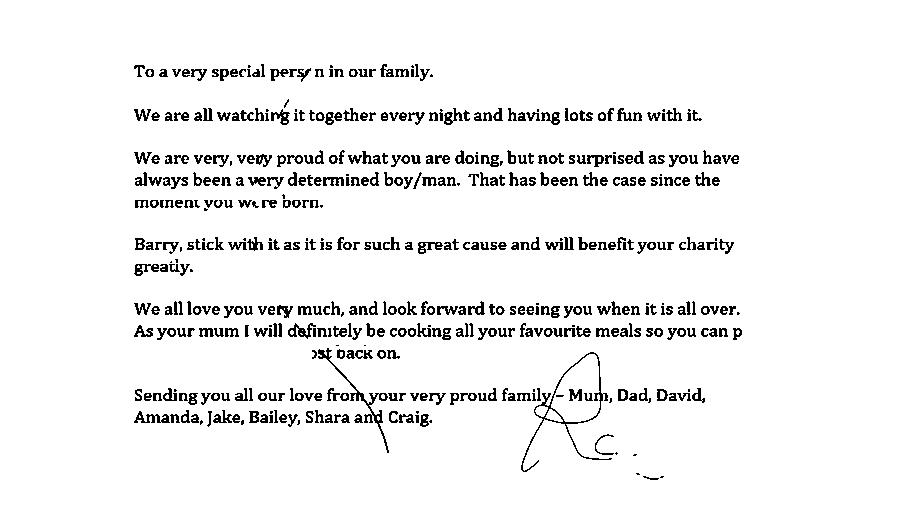 To a very special person in our family.
We are all watching it together every night and having lots of fun with it.
We are very, very proud of what you are doing, but not surprised as you have
always been a very determined boy/man. That has been the case since the
moment you were born.
Barry, stick with it as it is for such a great cause and will benefit your charity
greatly.
We all love you very much, and look forward to seeing you when it is all over.
As your mum I will definitely be cooking all your favourite meals so you can p
back on.
Sending you all our love from your very proud family – Mum, Dad, David,
Amanda, Jake, Bailey, Shara and Craig.